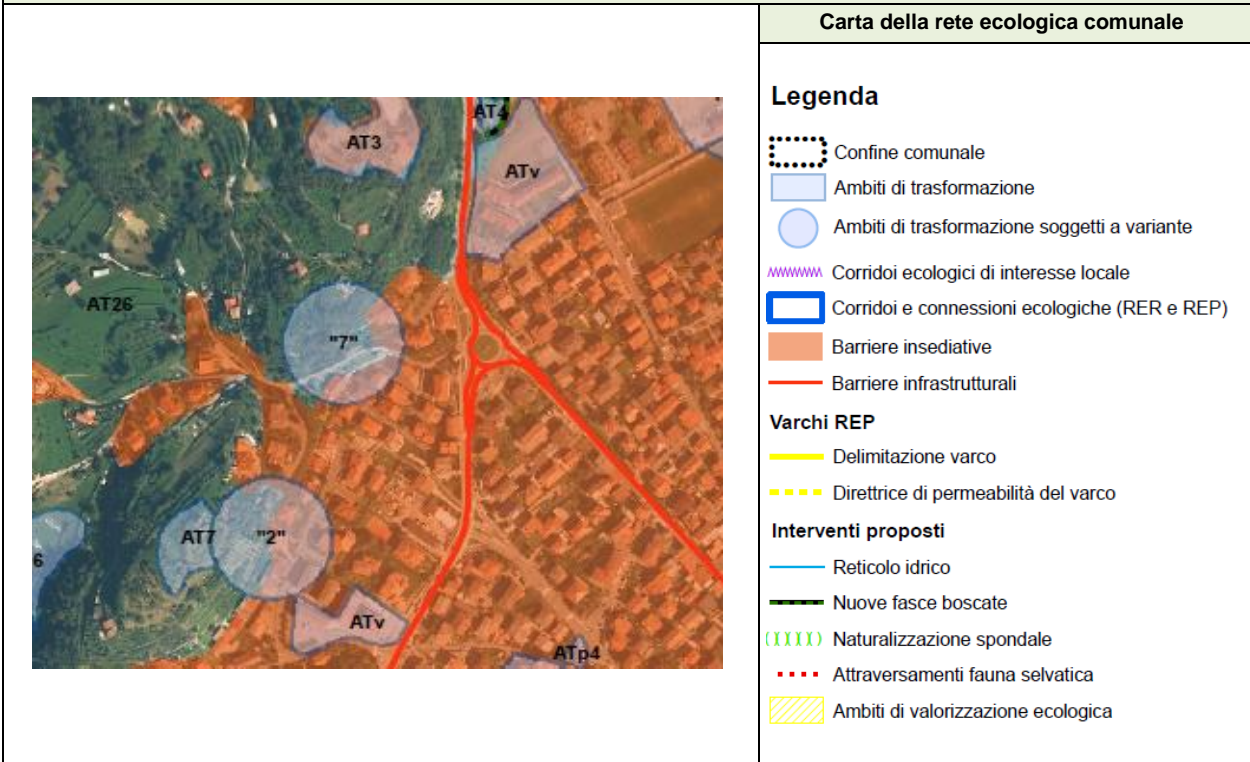 Carta della rete ecologica comunale
Legenda
Confine comunale
Ambiti di trasformazione
Ambiti di trasformazione soggetti a variante
Corridoi ecologici di interesse locale
Corridoi e connessioni ecologiche (RER e REP)
Barriere insediative
Barriere infrastrutturali
Varchi REP
Delimitazione varco
Direttrice di permeabilità del varco
Interventi proposti
Reticolo idrico
Nuove fasce boscate
Naturalizzazione spondale
Attraversamenti fauna selvatica
Ambiti di valorizzazione ecologica
AT4
AT3
ATv
AT26
"7"
AT7
"2"
6
ATv
ATp4